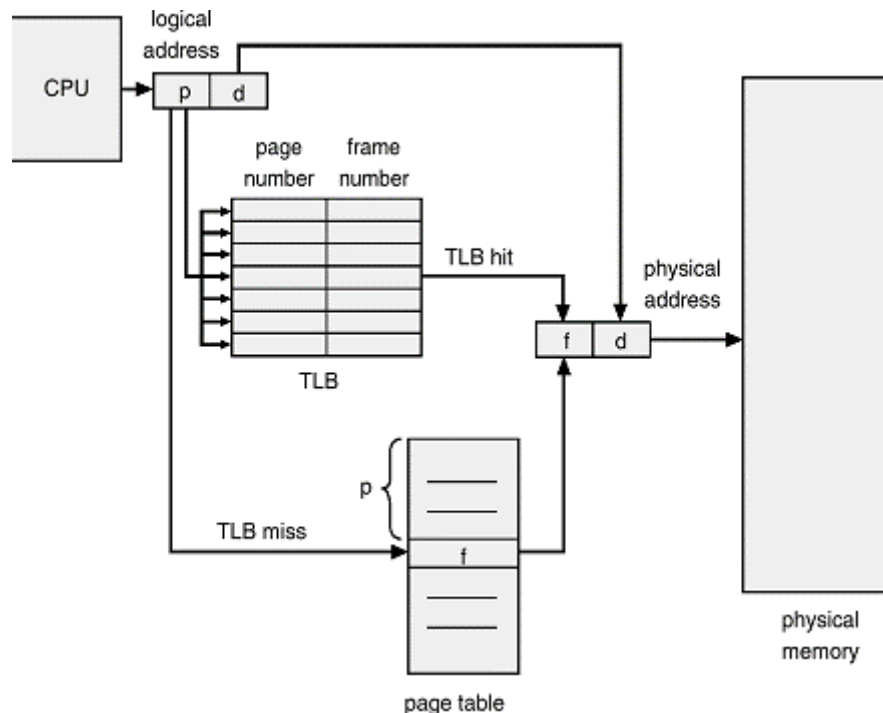 logical
address
CPU
p
d
page
number
frame
number
TLB hit
physical
address
f
d
TLB
p
TLB miss
f
physical
memory
page table